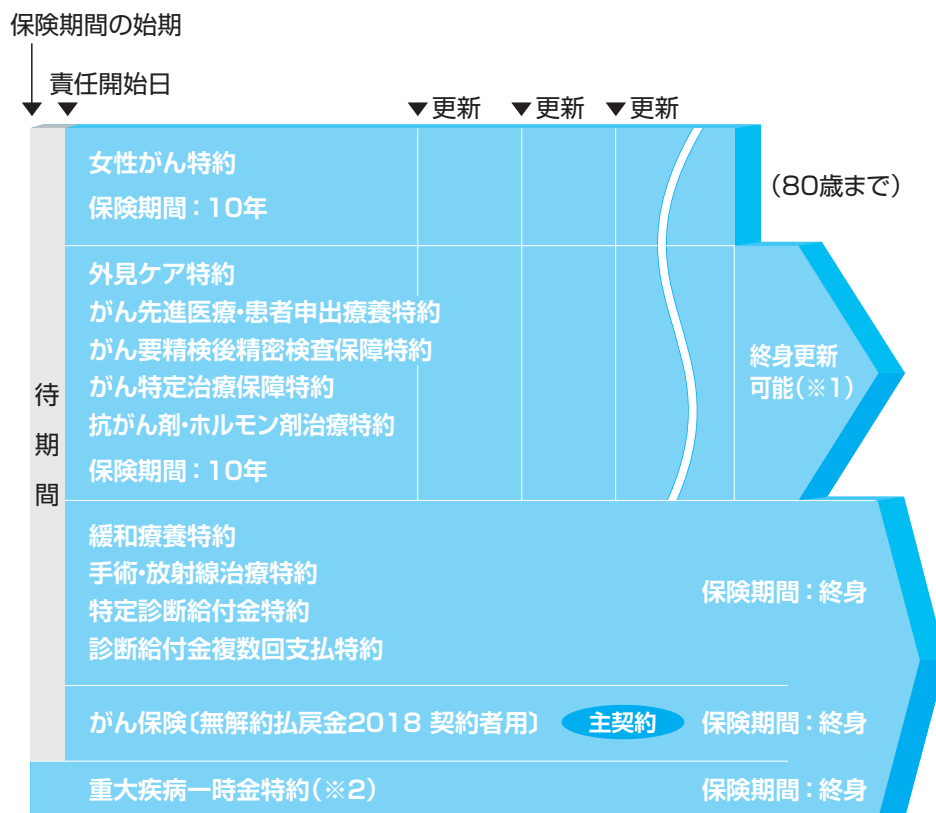 保険期間の始期
責任開始日
▼更新 ▼更新 ▼更新
女性がん特約
保険期間：10年
（80歳まで）
外見ケア特約
がん先進医療・患者申出療養特約
がん要精検後精密検査保障特約
がん特定治療保障特約
抗がん剤・ホルモン剤治療特約
保険期間：10年
終身更新
可能（※1）
待期間
緩和療養特約
手術・放射線治療特約
特定診断給付金特約
診断給付金複数回支払特約
保険期間：終身
がん保険〔無解約払戻金2018 契約者用〕 主契約 保険期間：終身
重大疾病一時金特約（※2） 保険期間：終身